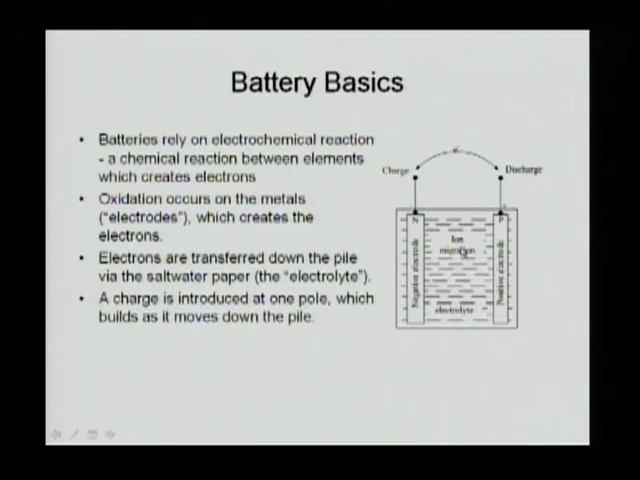 Battery Basics
• Batteries rely on electrochemical reaction
- a chemical reaction between elements
which creates electrons
• Oxidation occurs on the metals
("electrodes"), which creates the
electrons.
• Electrons are transferred down the pile
via the saltwater paper (the "electrolyte").
• A charge is introduced at one pole, which
builds as it moves down the pile.
Charge
Discharge
Negative electrode
Ion
migration
electrolyte
Positive electrode